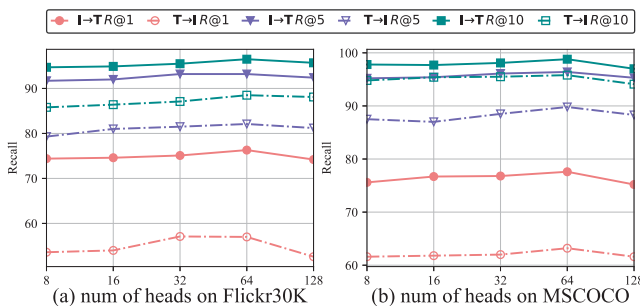 I→T R@1 T→I R@1 I→T R@5 T→I R@5 I→T R@10 T→I R@10
Recall
90
80
70
60
8 16 32 64 128
(a) num of heads on Flickr30K
Recall
100
90
80
70
60
8 16 32 64 128
(b) num of heads on MSCOCO